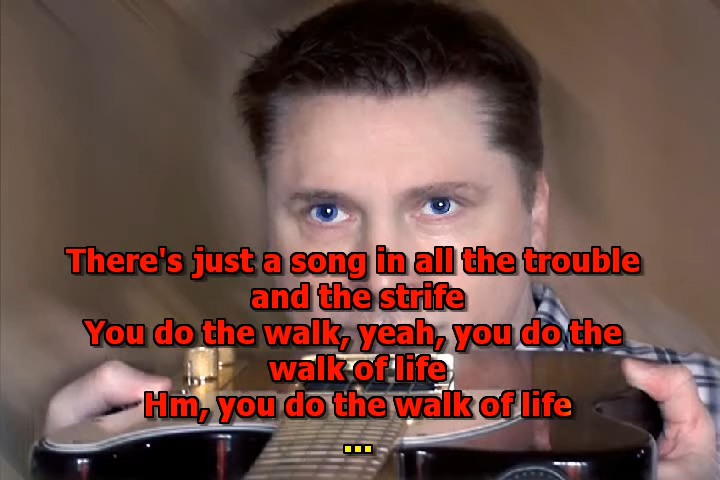 There's just a song in all the trouble
and the strife
You do the walk, yeah, you do the
walk of life
Hm, you do the walk of life
...